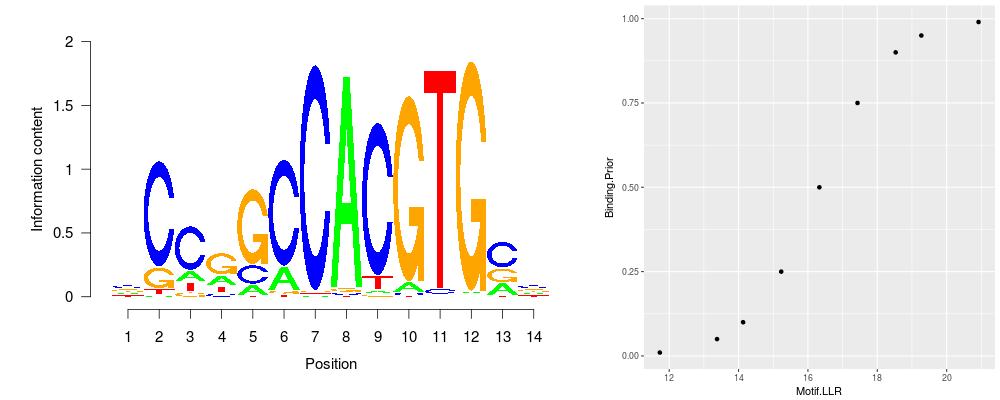 2
1.5
1
0.5
0
Information content
C G T
C A T
G A T
G C A
C A
C
A
C T
G A
T
G
C G A
1 2 3 4 5 6 7 8 9 10 11 12 13 14
Position
1.00
0.75
0.50
0.25
0.00
Binding.Prior
12 14 16 18 20
Motif.LLR